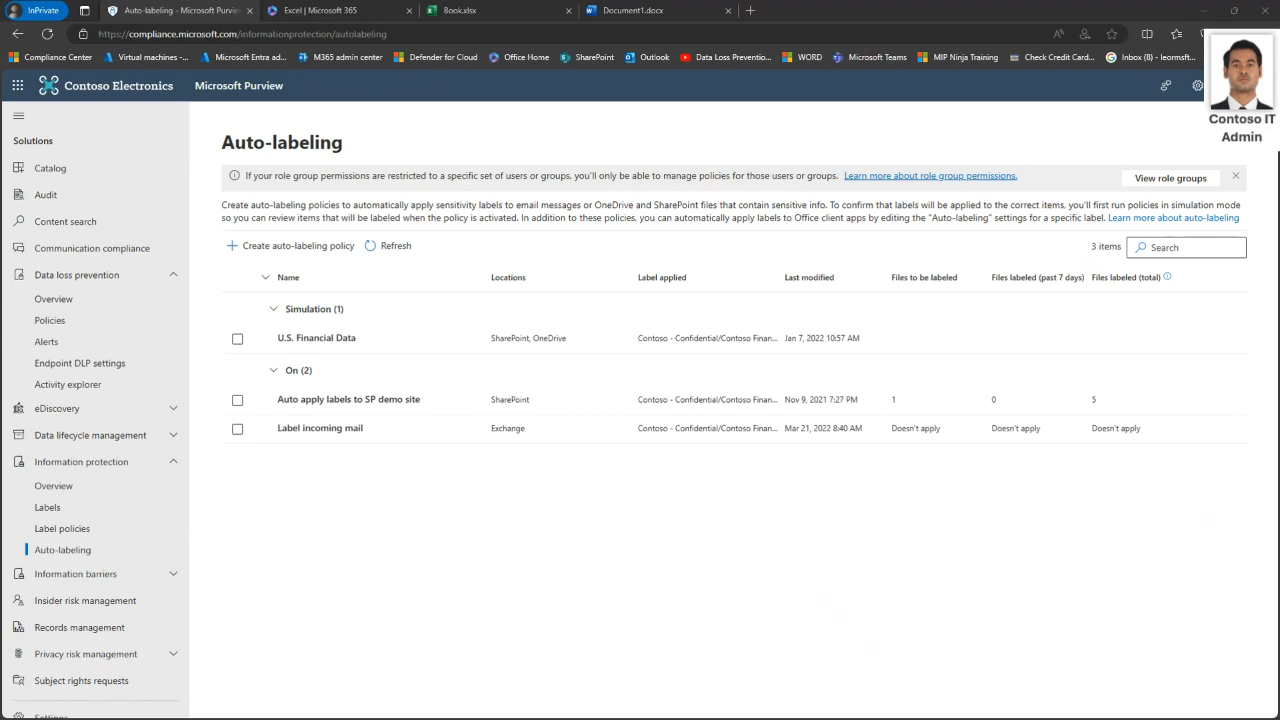 InPrivate
Auto-labeling - Microsoft Purview
Excel | Microsoft 365
Book.xlsx
Document1.docx
https://compliance.microsoft.com/informationprotection/autolabeling
Compliance Center
Virtual machines -...
Microsoft Entra ad...
M365 admin center
Defender for Cloud
Office Home
SharePoint
Outlook
Data Loss Preventio...
WORD
Microsoft Teams
MIP Ninja Training
Check Credit Card...
Inbox (8) - leormsft...
Contoso Electronics
Microsoft Purview
Contoso IT
Admin
Solutions
Catalog
Audit
Content search
Communication compliance
Data loss prevention
Overview
Policies
Alerts
Endpoint DLP settings
Activity explorer
eDiscovery
Data lifecycle management
Information protection
Overview
Labels
Label policies
Auto-labeling
Information barriers
Insider risk management
Records management
Privacy risk management
Subject rights requests
Settings
Auto-labeling
If your role group permissions are restricted to a specific set of users or groups, you'll only be able to manage policies for those users or groups. Learn more about role group permissions.
View role groups
Create auto-labeling policies to automatically apply sensitivity labels to email messages or OneDrive and SharePoint files that contain sensitive info. To confirm that labels will be applied to the correct items, you'll first run policies in simulation mode
so you can review items that will be labeled when the policy is activated. In addition to these policies, you can automatically apply labels to Office client apps by editing the "Auto-labeling" settings for a specific label. Learn more about auto-labeling
Create auto-labeling policy
Refresh
3 items
Search
Name Locations Label applied Last modified Files to be labeled Files labeled (past 7 days) Files labeled (total)
Simulation (1)
U.S. Financial Data SharePoint, OneDrive Contoso - Confidential/Contoso Finan... Jan 7, 2022 10:57 AM
On (2)
Auto apply labels to SP demo site SharePoint Contoso - Confidential/Contoso Finan... Nov 9, 2021 7:27 PM 1 0 5
Label incoming mail Exchange Contoso - Confidential/Contoso Finan... Mar 21, 2022 8:40 AM Doesn't apply Doesn't apply Doesn't apply